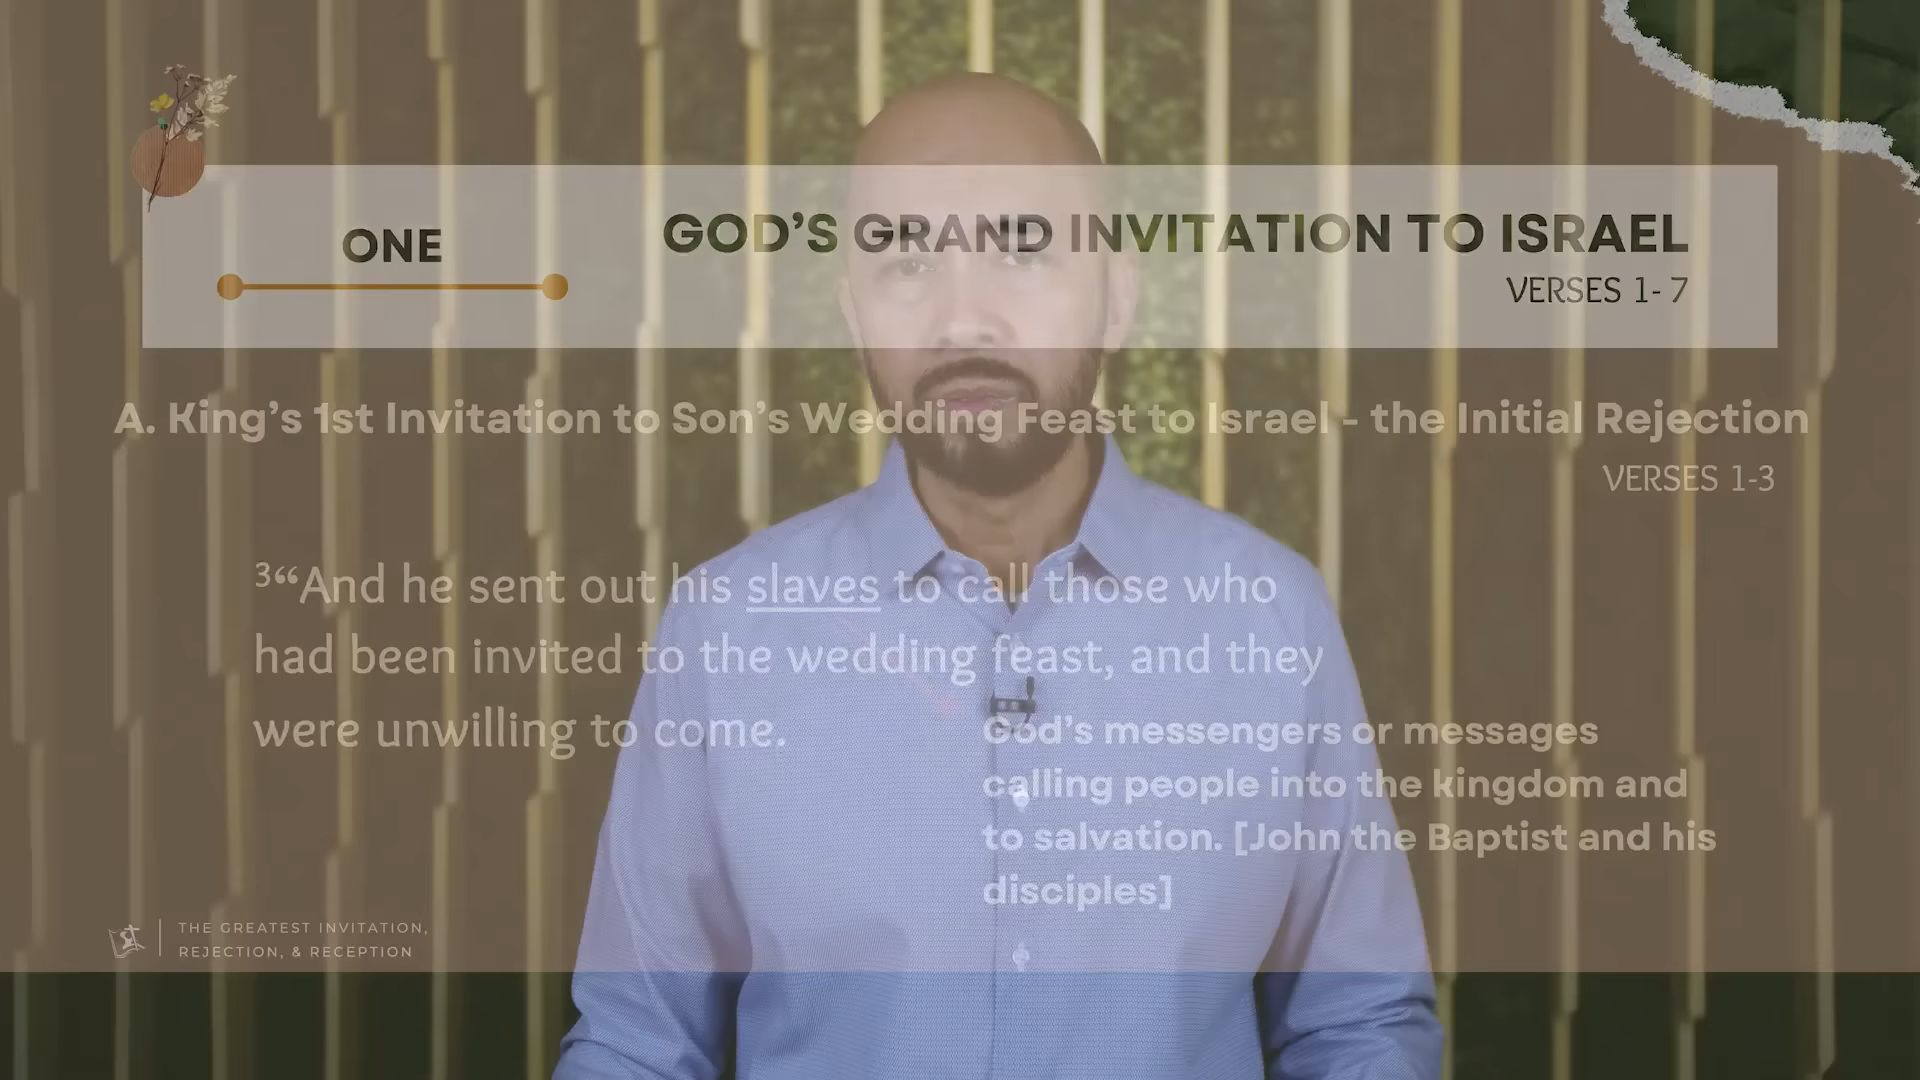 ONE
GOD’S GRAND INVITATION TO ISRAEL
VERSES 1- 7
A. King’s 1st Invitation to Son’s Wedding Feast to Israel - the Initial Rejection
VERSES 1-3
3“And he sent out his slaves to call those who
had been invited to the wedding feast, and they
were unwilling to come.
God’s messengers or messages
calling people into the kingdom and
to salvation. [John the Baptist and his
disciples]
THE GREATEST INVITATION,
REJECTION, & RECEPTION